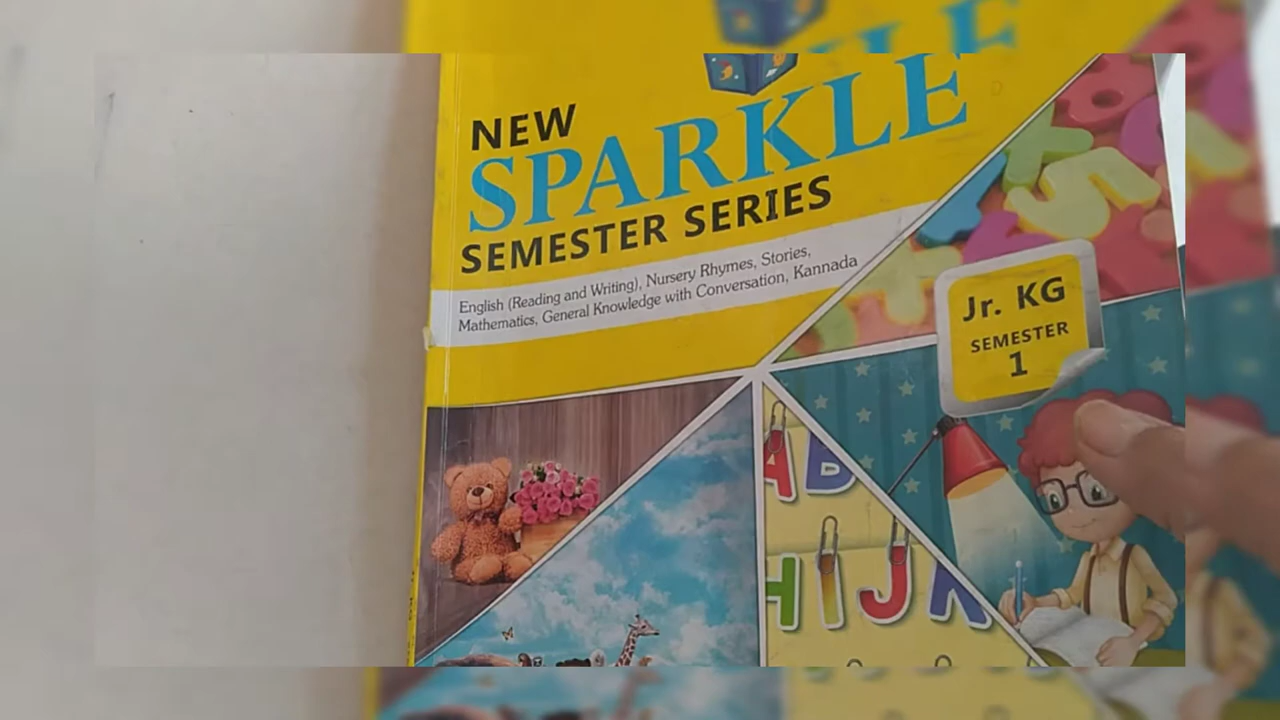 NEW
SPARKLE
SEMESTER SERIES
English (Reading and Writing), Nursery Rhymes, Stories,
Mathematics, General Knowledge with Conversation, Kannada
Jr. KG
SEMESTER
1
A B
H I J K